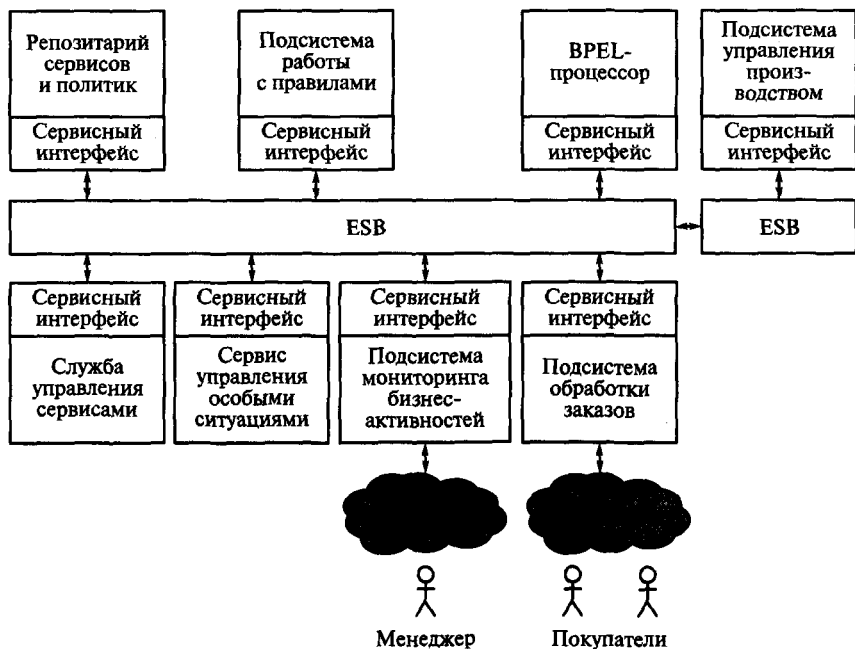 Репозитарий
сервисов
и политик
Сервисный
интерфейс
Подсистема
работы
с правилами
Сервисный
интерфейс
BPEL-
процессор
Сервисный
интерфейс
Подсистема
управления
произ-
водством
Сервисный
интерфейс
ESB
ESB
Сервисный
интерфейс
Служба
управления
сервисами
Сервисный
интерфейс
Сервис
управления
особыми
ситуациями
Сервисный
интерфейс
Подсистема
мониторинга
бизнес-
активностей
Сервисный
интерфейс
Подсистема
обработки
заказов
Менеджер
Покупатели